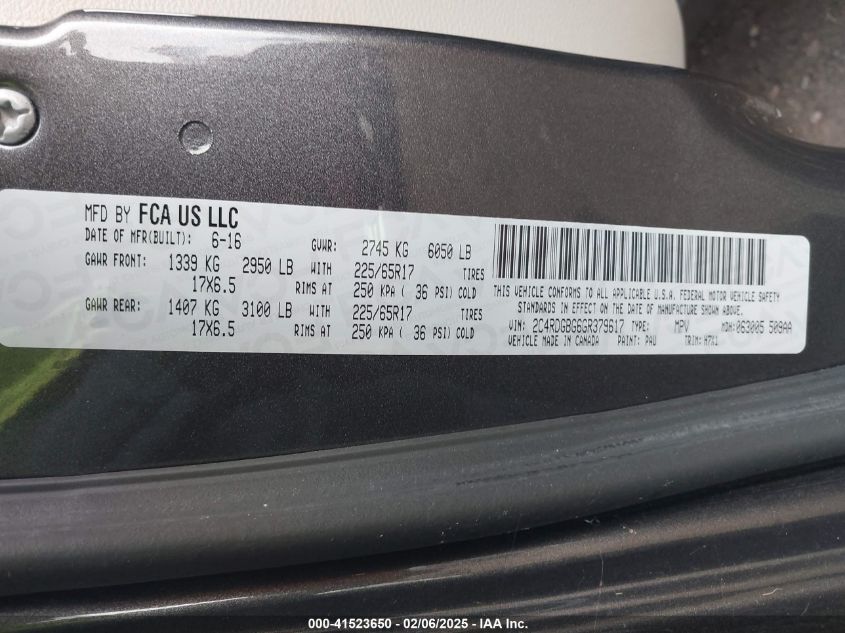 MFD BY FCA US LLC
DATE OF MFR(BUILT): 6-16 GVWR: 2745 KG 6050 LB
GAWR FRONT: 1339 KG 2950 LB WITH 225/65R17 TIRES
17X6.5 RIMS AT 250 KPA ( 36 PSI) COLD
GAWR REAR: 1407 KG 3100 LB WITH 225/65R17 TIRES
17X6.5 RIMS AT 250 KPA ( 36 PSI) COLD
THIS VEHICLE CONFORMS TO ALL APPLICABLE U.S.A. FEDERAL MOTOR VEHICLE SAFETY
STANDARDS IN EFFECT ON THE DATE OF MANUFACTURE SHOWN ABOVE.
VIN: 2C4RDGBG6GR379617 TYPE: MPV MDH: 063005 509AA
VEHICLE MADE IN CANADA PAINT: PAU TRIM:
000-41523650 - 02/06/2025 - IAA Inc.